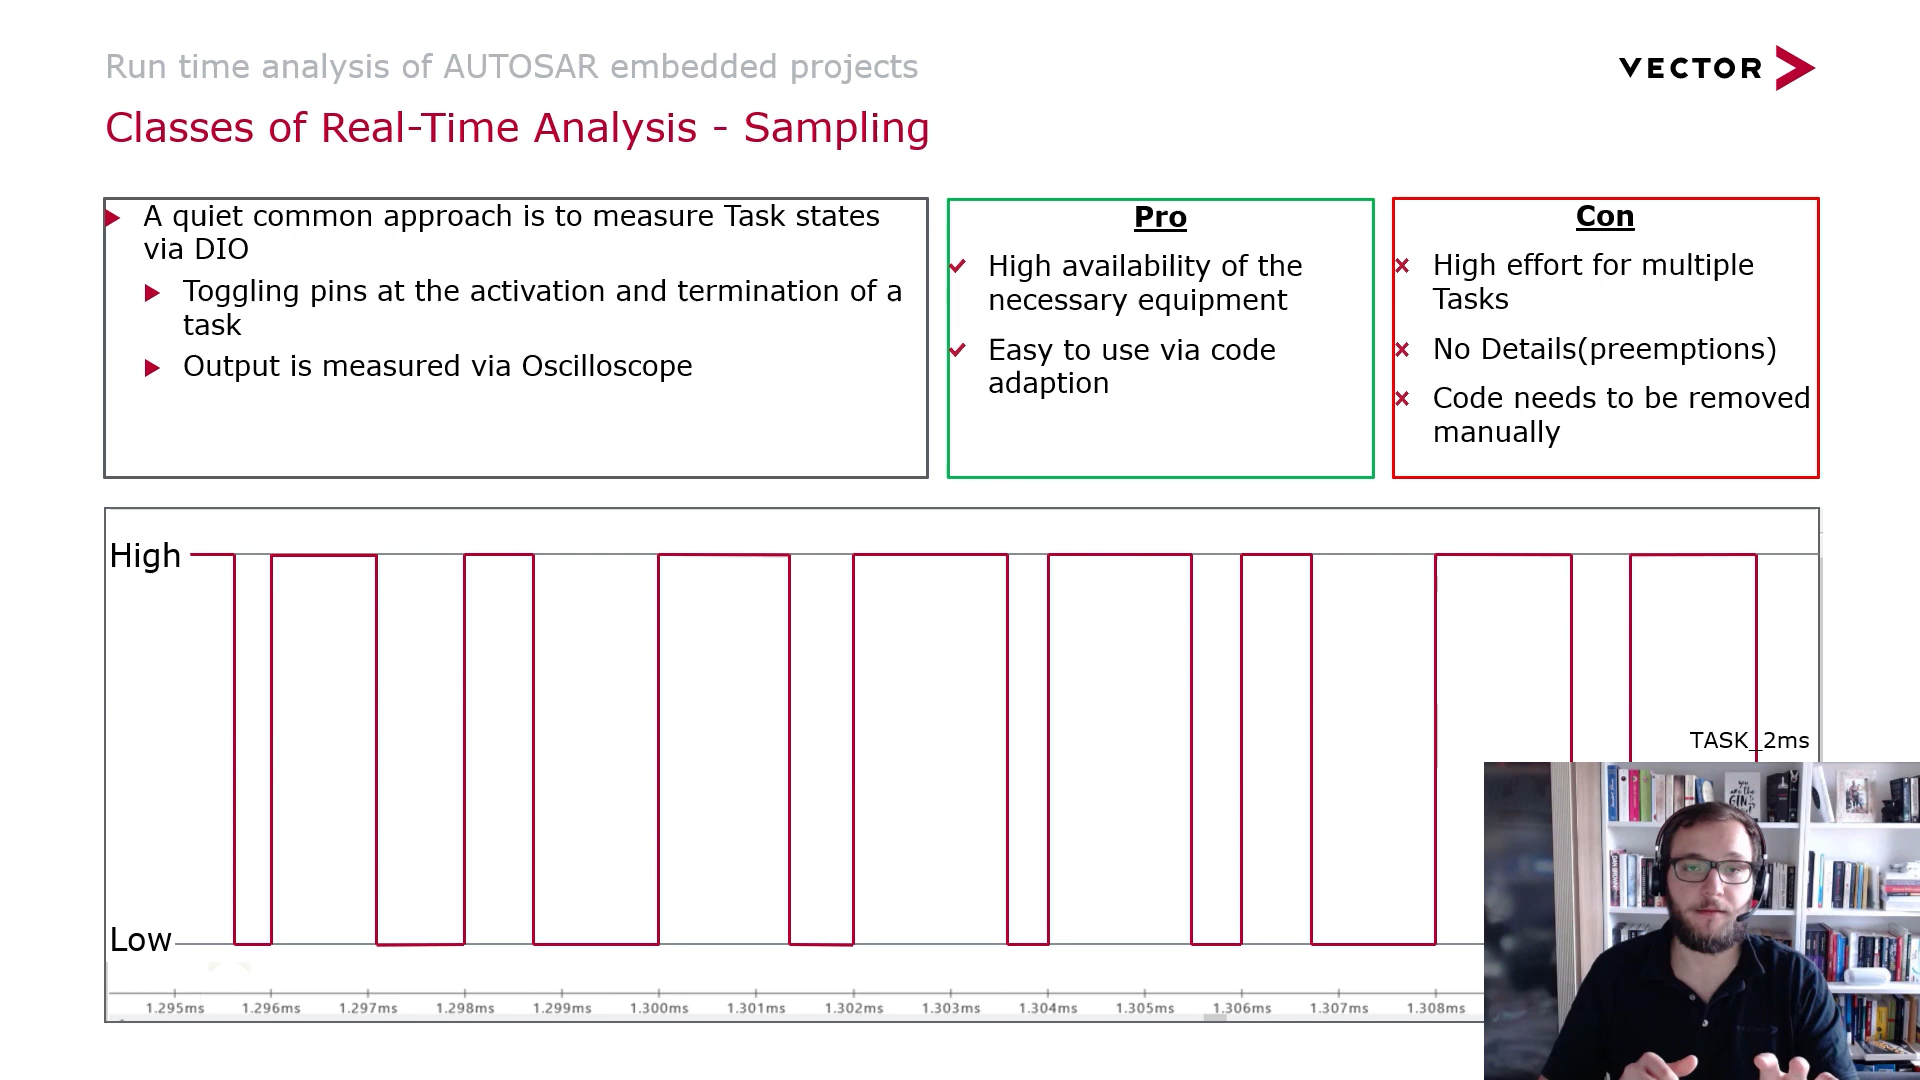 Run time analysis of AUTOSAR embedded projects
VECTOR
Classes of Real-Time Analysis - Sampling
A quiet common approach is to measure Task states
via DIO
Toggling pins at the activation and termination of a
task
Output is measured via Oscilloscope
Pro
High availability of the
necessary equipment
Easy to use via code
adaption
Con
High effort for multiple
Tasks
No Details(preemptions)
Code needs to be removed
manually
High
TASK_2ms
Low
1.295ms 1.296ms 1.297ms 1.298ms 1.299ms 1.300ms 1.301ms 1.302ms 1.303ms 1.304ms 1.305ms 1.306ms 1.307ms 1.308ms